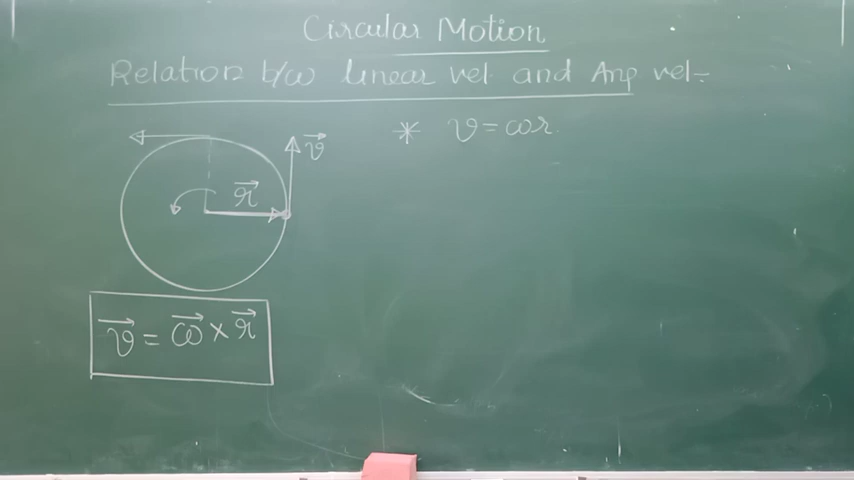 Circular Motion
Relation b/w linear vel. and Ang vel:-
* v = ωr
v⃗
r⃗
v⃗ = ω⃗ × r⃗